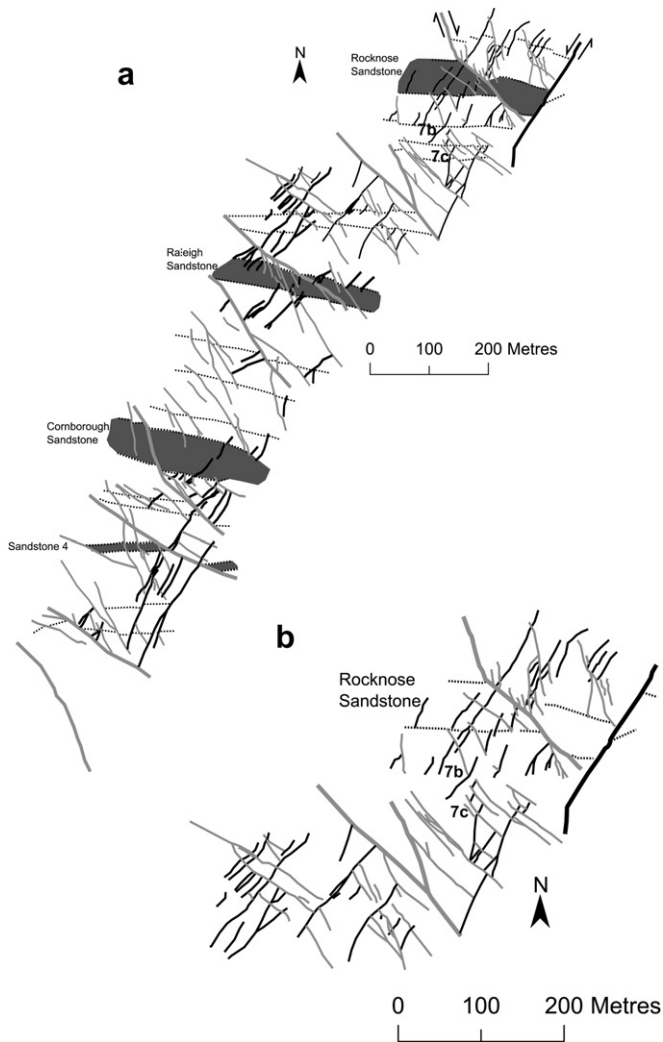 a
N
Rocknose
Sandstone
7b
7c
Raleigh
Sandstone
0 100 200 Metres
Cornborough
Sandstone
Sandstone 4
b
Rocknose
Sandstone
7b
7c
N
0 100 200 Metres